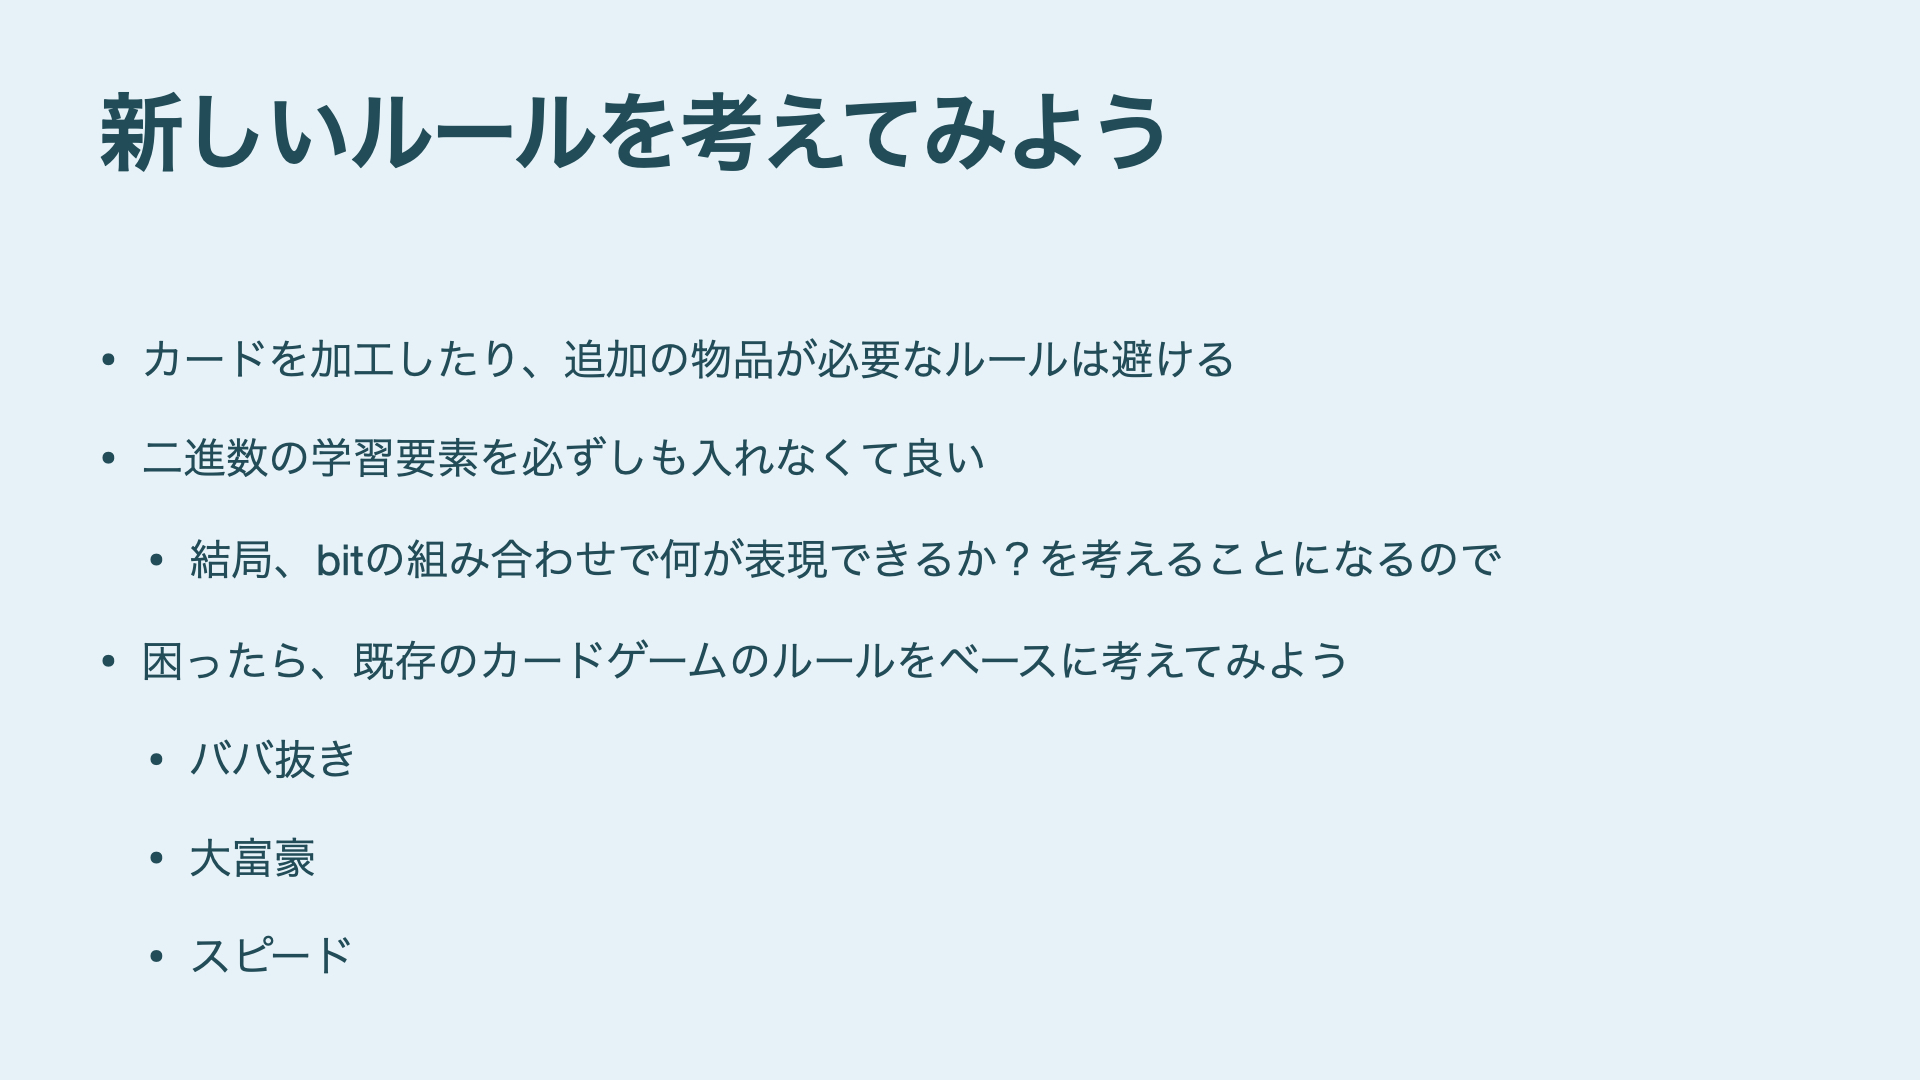 新しいルールを考えてみよう
• カードを加工したり、追加の物品が必要なルールは避ける
• 二進数の学習要素を必ずしも入れなくて良い
• 結局、bitの組み合わせで何が表現できるか？を考えることになるので
• 困ったら、既存のカードゲームのルールをベースに考えてみよう
• ババ抜き
• 大富豪
• スピード